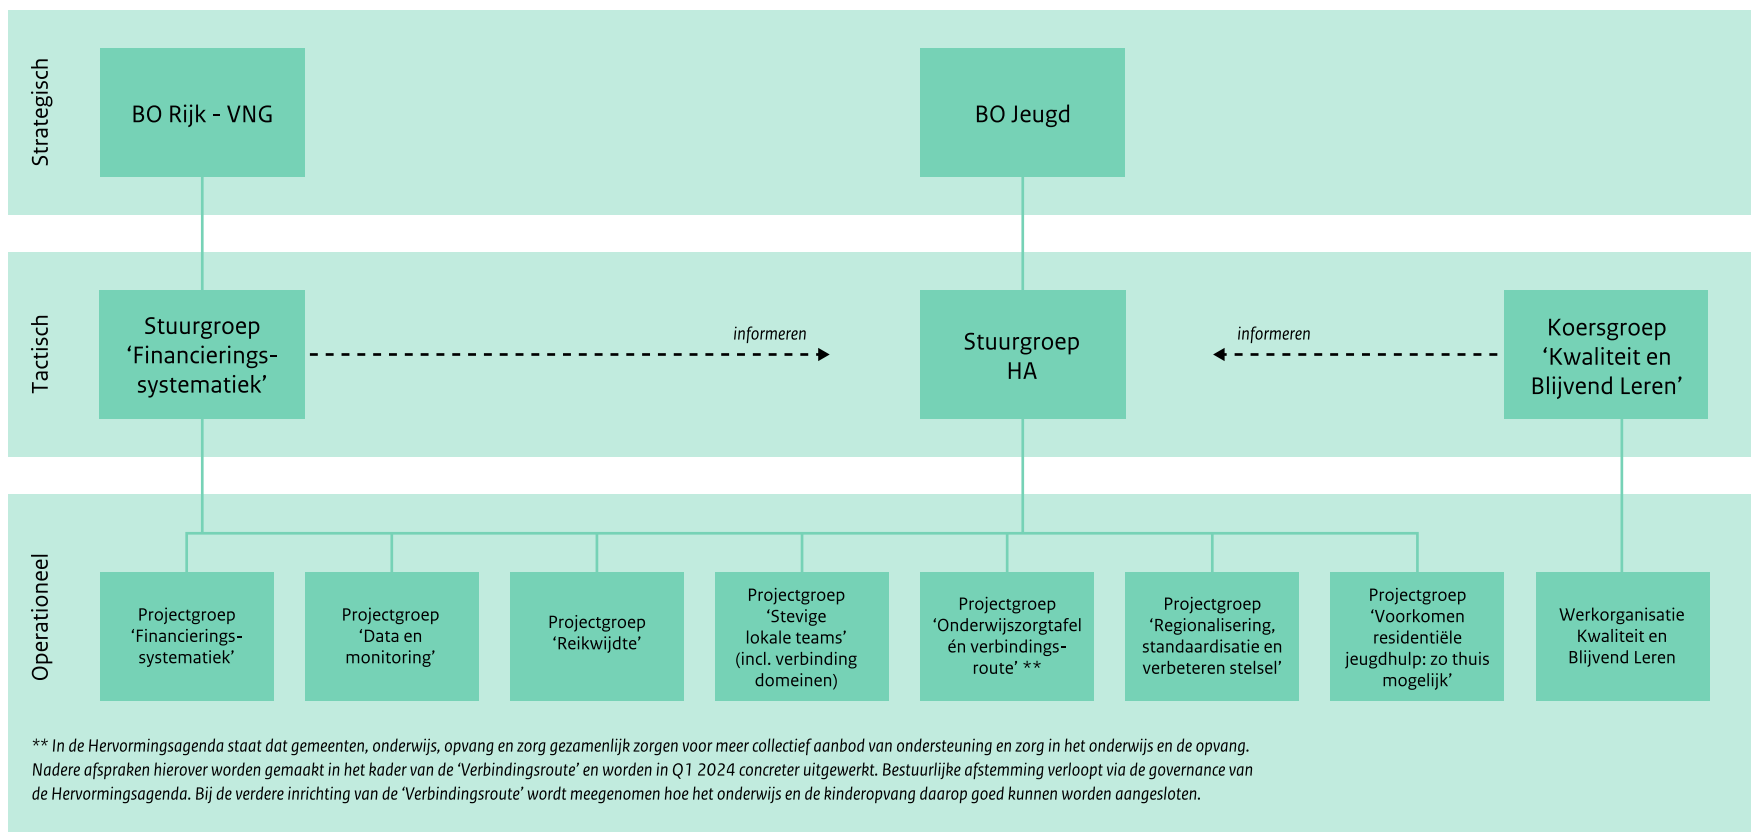 Strategisch
BO Rijk - VNG
BO Jeugd
Tactisch
Stuurgroep
‘Financierings-
systematiek’
informeren
Stuurgroep
HA
informeren
Koersgroep
‘Kwaliteit en
Blijvend Leren’
Operationeel
Projectgroep
‘Financierings-
systematiek’
Projectgroep
‘Data en
monitoring’
Projectgroep
‘Reikwijdte’
Projectgroep
‘Stevige
lokale teams’
(incl. verbinding
domeinen)
Projectgroep
‘Onderwijszorgtafel
én verbindings-
route’ **
Projectgroep
‘Regionalisering,
standaardisatie en
verbeteren stelsel’
Projectgroep
‘Voorkomen
residentiële
jeugdhulp: zo thuis
mogelijk’
Werkorganisatie
Kwaliteit en
Blijvend Leren
** In de Hervormingsagenda staat dat gemeenten, onderwijs, opvang en zorg gezamenlijk zorgen voor meer collectief aanbod van ondersteuning en zorg in het onderwijs en de opvang.
Nadere afspraken hierover worden gemaakt in het kader van de ‘Verbindingsroute’ en worden in Q1 2024 concreter uitgewerkt. Bestuurlijke afstemming verloopt via de governance van
de Hervormingsagenda. Bij de verdere inrichting van de ‘Verbindingsroute’ wordt meegenomen hoe het onderwijs en de kinderopvang daarop goed kunnen worden aangesloten.